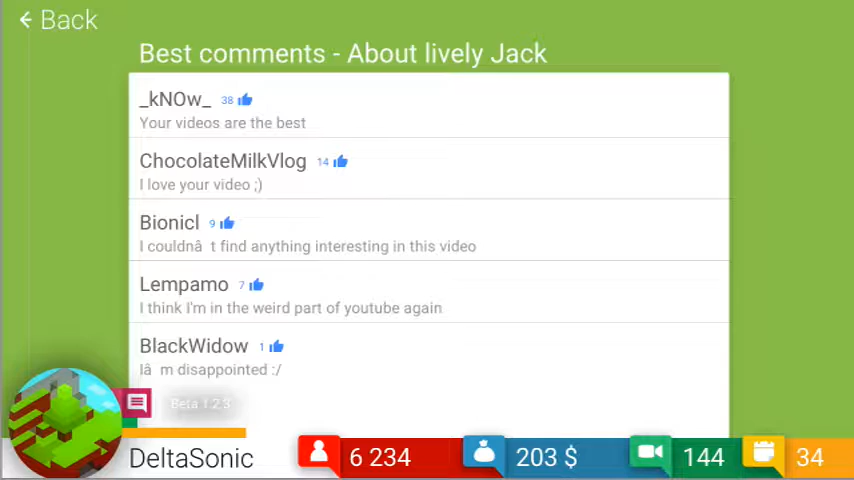 Back
Best comments - About lively Jack
_kNOw_ 38
Your videos are the best
ChocolateMilkVlog 14
I love your video ;)
Bionicl 9
I couldnâ t find anything interesting in this video
Lempamo 7
I think I'm in the weird part of youtube again
BlackWidow 1
Iâ m disappointed :/
Beta 1.2.3
DeltaSonic 6 234 203 $ 144 34